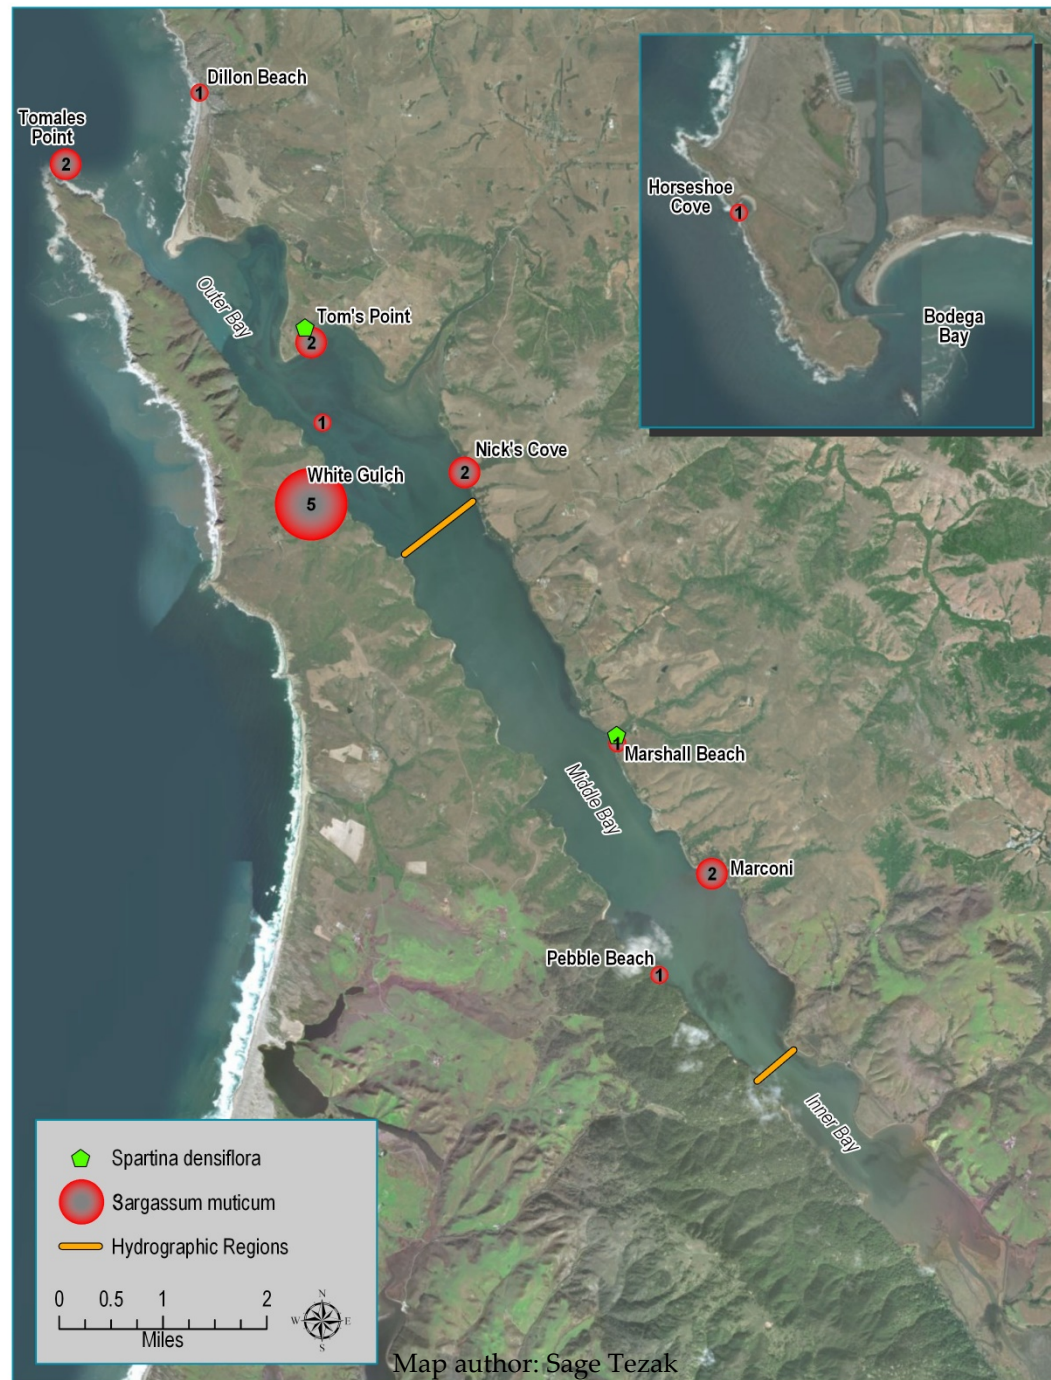 Dillon Beach
1
Tomales
Point
2
Horseshoe
Cove
1
Bodega
Bay
Outer Bay
Tom's Point
2
1
Nick's Cove
2
White Gulch
5
1
Marshall Beach
Middle Bay
2
Marconi
Pebble Beach
1
Inner Bay
Spartina densiflora
Sargassum muticum
Hydrographic Regions
0 0.5 1 2
Miles
N
W E
S
Map author: Sage Tezak